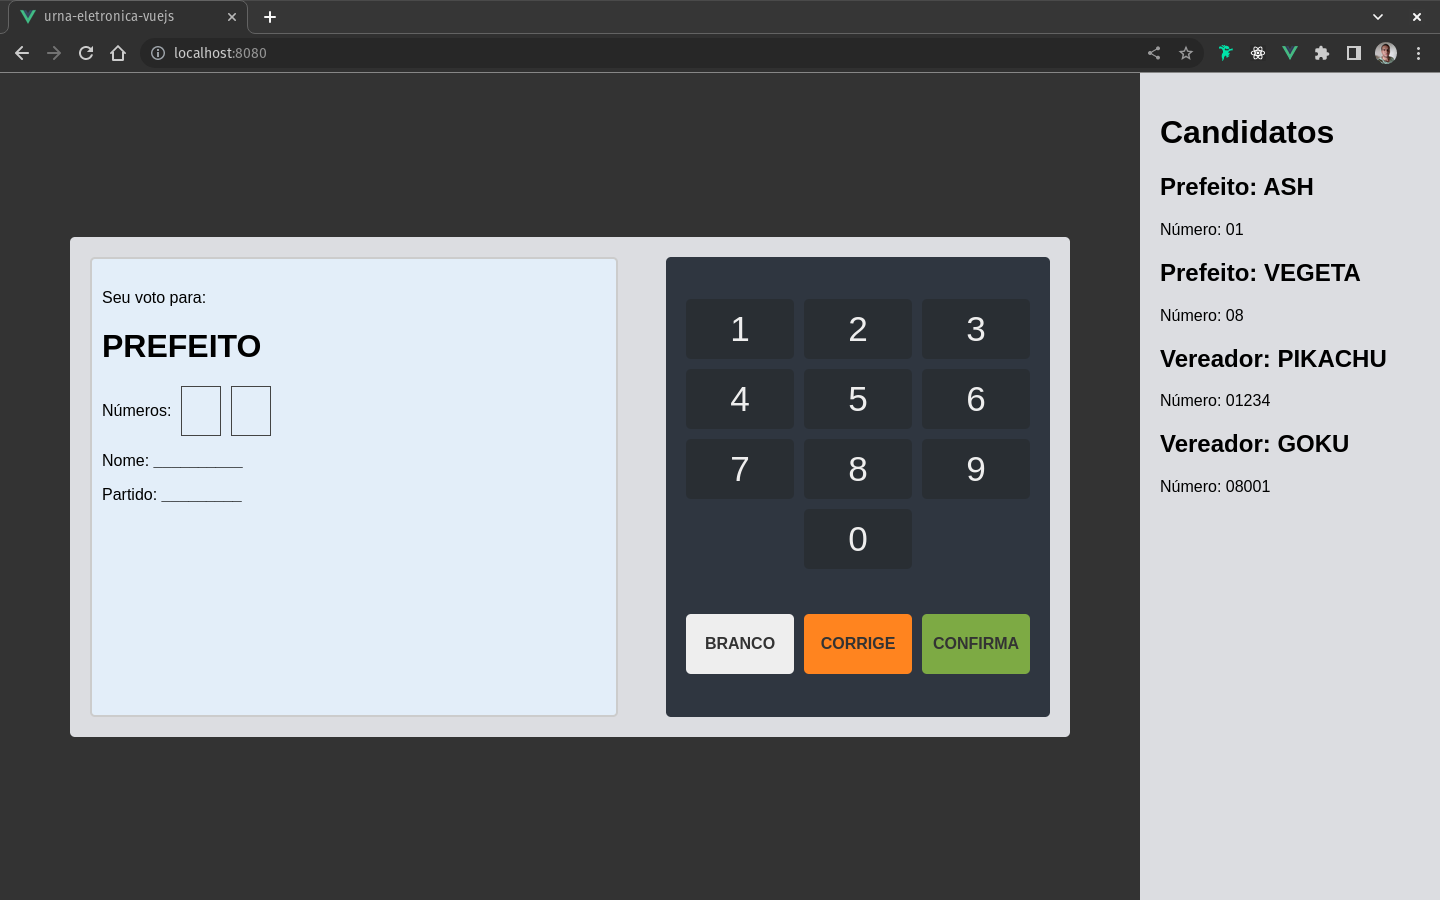 urna-eletronica-vuejs
localhost:8080
Seu voto para:
PREFEITO
Números:
Nome: __________
Partido: _________
1 2 3
4 5 6
7 8 9
0
BRANCO CORRIGE CONFIRMA
Candidatos
Prefeito: ASH
Número: 01
Prefeito: VEGETA
Número: 08
Vereador: PIKACHU
Número: 01234
Vereador: GOKU
Número: 08001